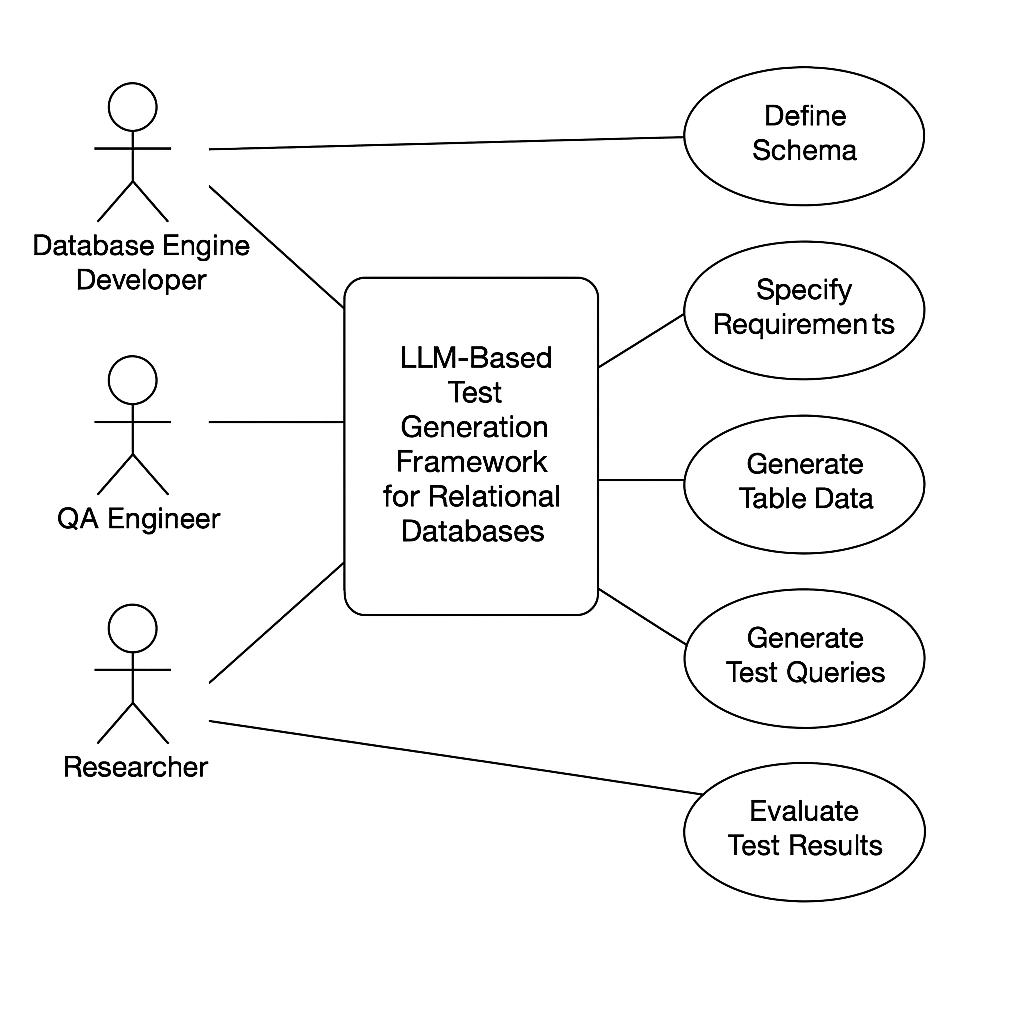 Define
Schema
Database Engine
Developer
Specify
Requirements
LLM-Based
Test
Generation
Framework
for Relational
Databases
QA Engineer
Generate
Table Data
Generate
Test Queries
Researcher
Evaluate
Test Results